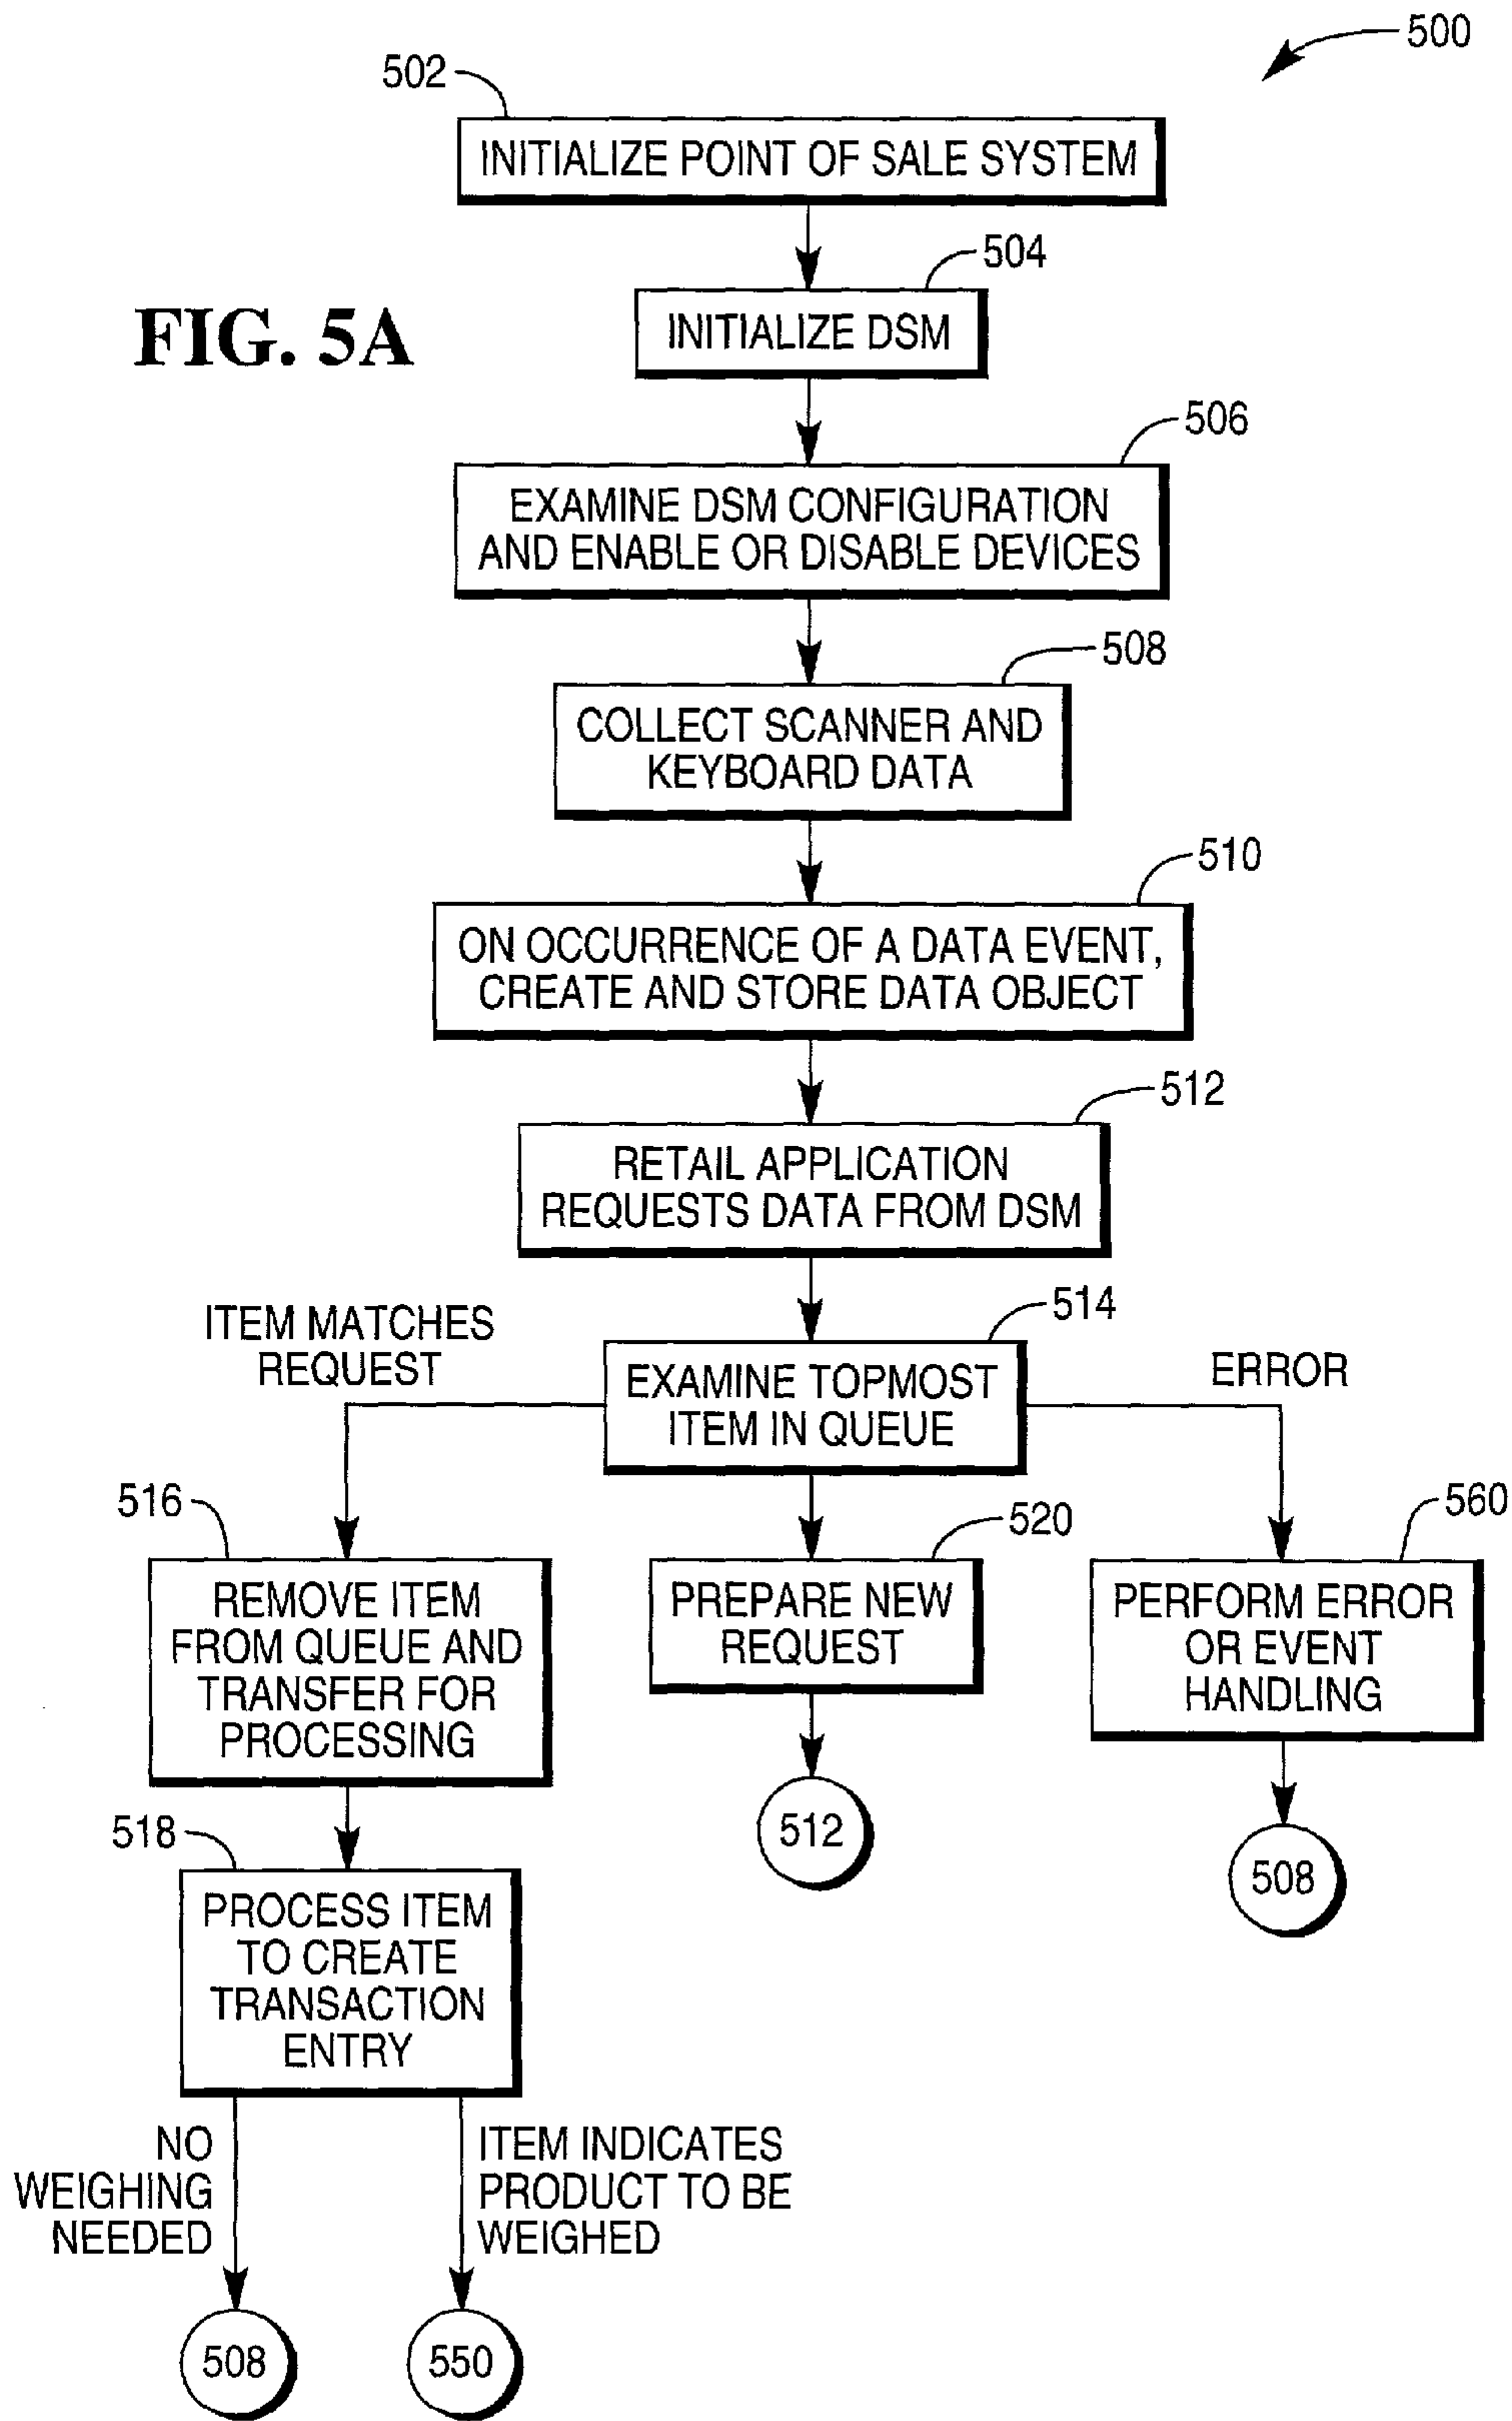 500
502
INITIALIZE POINT OF SALE SYSTEM
504
FIG. 5A
INITIALIZE DSM
506
EXAMINE DSM CONFIGURATION
AND ENABLE OR DISABLE DEVICES
508
COLLECT SCANNER AND
KEYBOARD DATA
510
ON OCCURRENCE OF A DATA EVENT,
CREATE AND STORE DATA OBJECT
512
RETAIL APPLICATION
REQUESTS DATA FROM DSM
514
ITEM MATCHES
REQUEST
EXAMINE TOPMOST
ITEM IN QUEUE
ERROR
516
REMOVE ITEM
FROM QUEUE AND
TRANSFER FOR
PROCESSING
520
PREPARE NEW
REQUEST
560
PERFORM ERROR
OR EVENT
HANDLING
512
508
518
PROCESS ITEM
TO CREATE
TRANSACTION
ENTRY
NO
WEIGHING
NEEDED
ITEM INDICATES
PRODUCT TO BE
WEIGHED
508
550